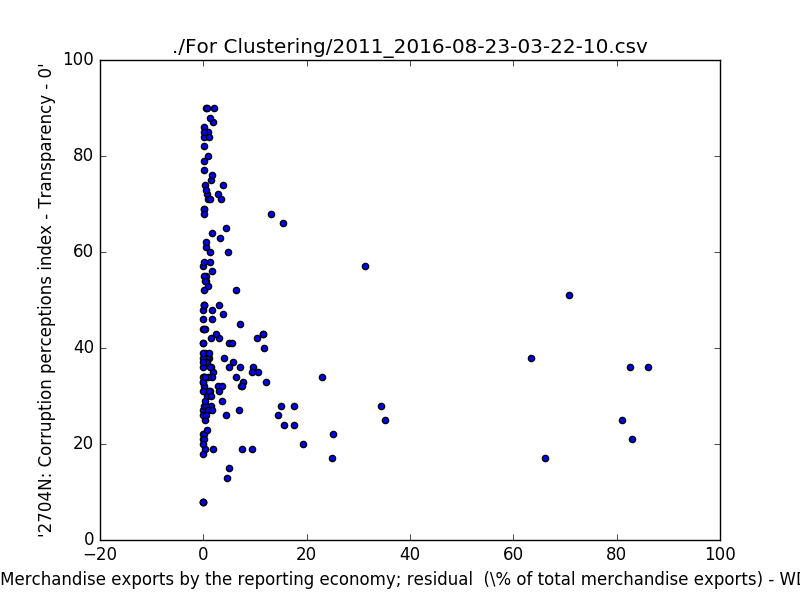 ./For Clustering/2011_2016-08-23-03-22-10.csv
'2704N: Corruption perceptions index - Transparency - 0'
100
80
60
40
20
0
−20 0 20 40 60 80 100
Merchandise exports by the reporting economy; residual (\% of total merchandise exports) - WD